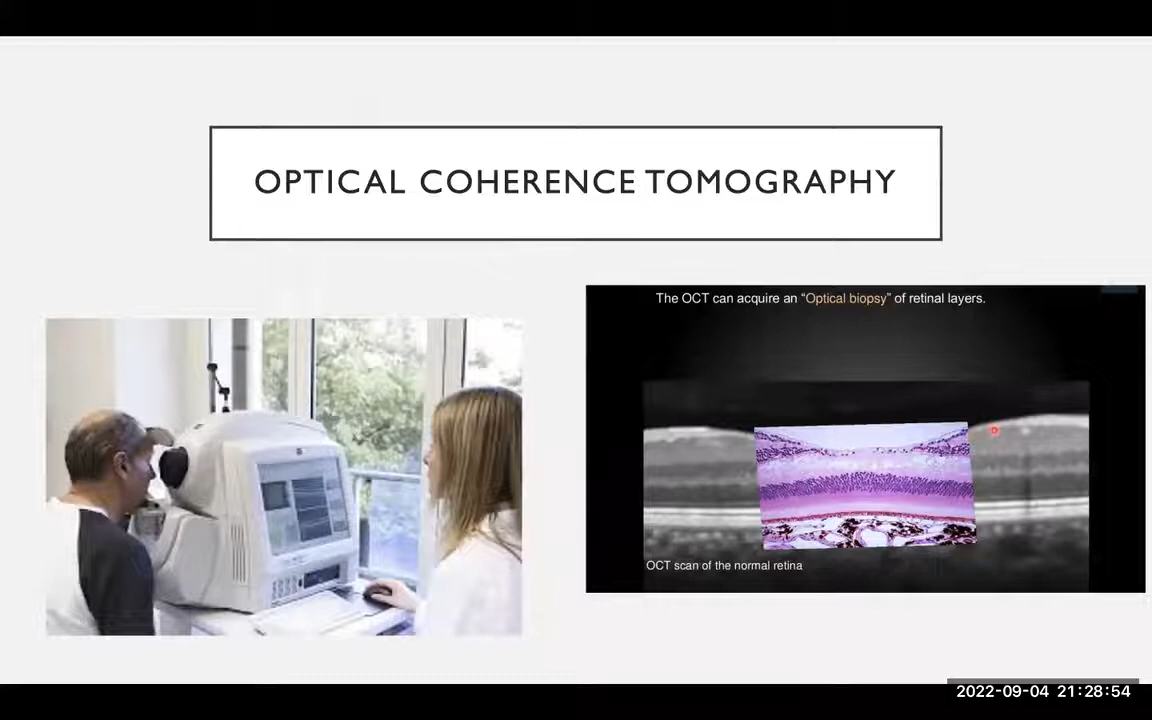 OPTICAL COHERENCE TOMOGRAPHY
The OCT can acquire an “Optical biopsy” of retinal layers.
OCT scan of the normal retina
2022-09-04 21:28:54